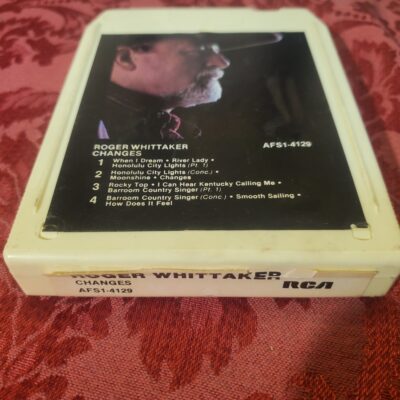 ROGER WHITTAKER AFS1-4129
CHANGES
1 When I Dream • River Lady •
Honolulu City Lights (Pt. 1)
2 Honolulu City Lights (Conc.) •
Moonshine • Changes
3 Rocky Top • I Can Hear Kentucky Calling Me •
Barroom Country Singer (Pt. 1)
4 Barroom Country Singer (Conc.) • Smooth Sailing •
How Does It Feel
ROGER WHITTAKER
CHANGES RCA
AFS1-4129